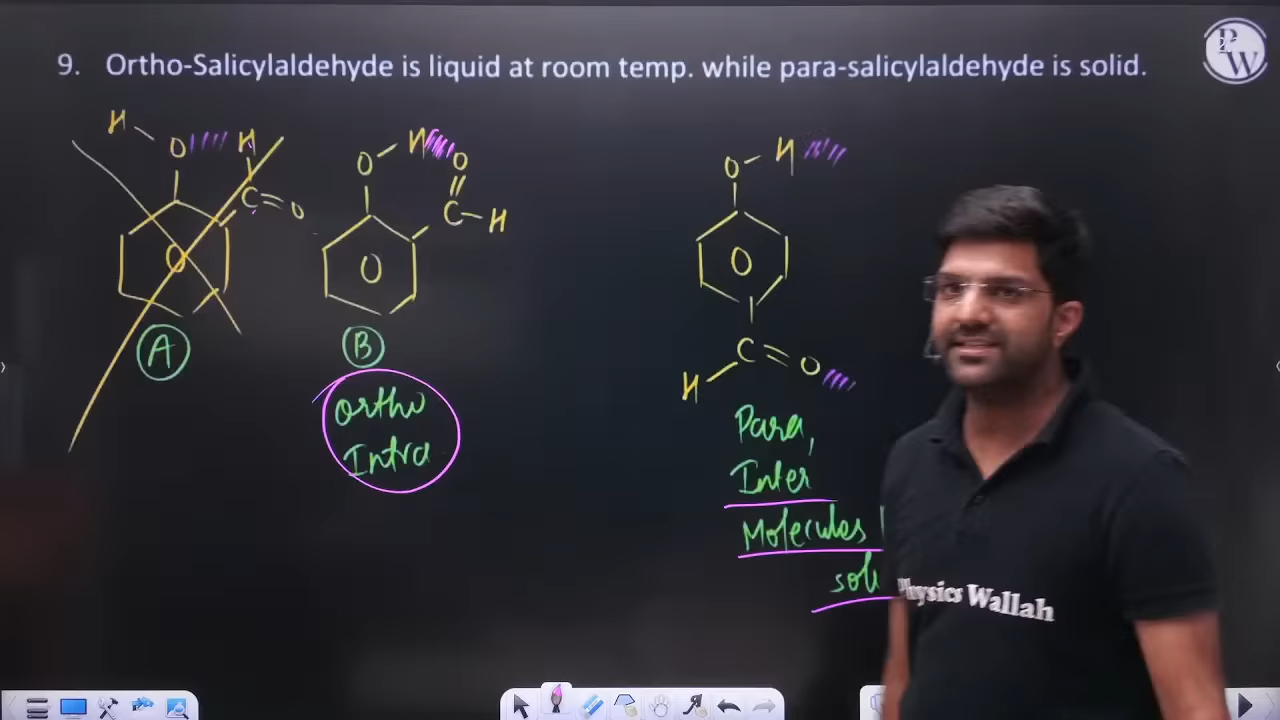 9. Ortho-Salicylaldehyde is liquid at room temp. while para-salicylaldehyde is solid.
PW
H O H
C = O
O
A
O - H O
C - H
O
B
Ortho
Intra
O - H
O
C = O
H
Para,
Inter
Molecules
Physics Wallah